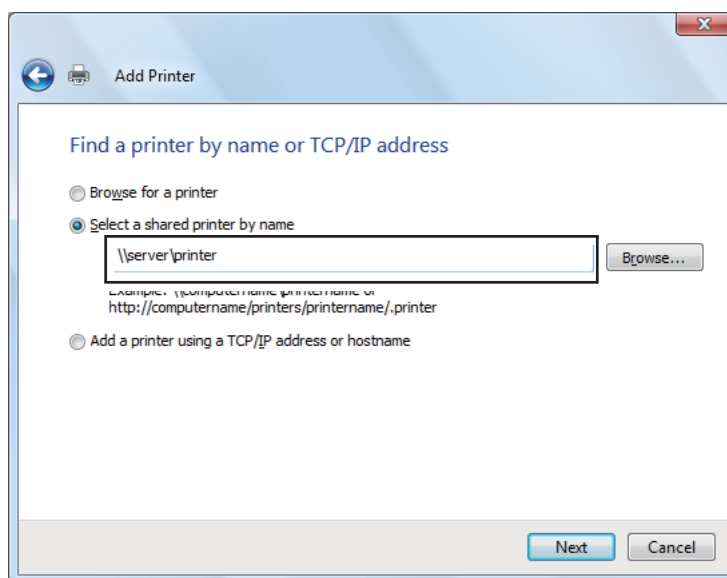 Add Printer
Find a printer by name or TCP/IP address
Browse for a printer
Select a shared printer by name
\\server\printer
Browse...
Example: \\computername\printername or
http://computername/printers/printername/.printer
Add a printer using a TCP/IP address or hostname
Next
Cancel